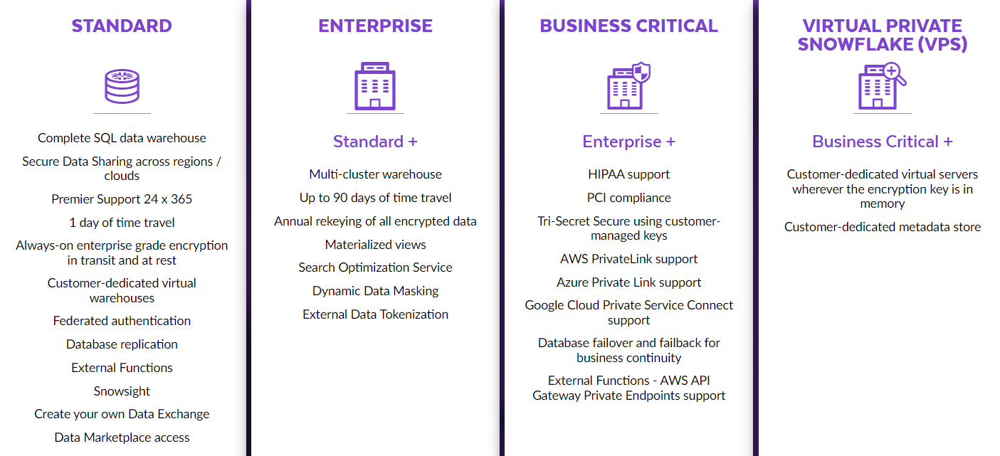 STANDARD
Complete SQL data warehouse
Secure Data Sharing across regions /
clouds
Premier Support 24 x 365
1 day of time travel
Always-on enterprise grade encryption
in transit and at rest
Customer-dedicated virtual
warehouses
Federated authentication
Database replication
External Functions
Snowsight
Create your own Data Exchange
Data Marketplace access
ENTERPRISE
Standard +
Multi-cluster warehouse
Up to 90 days of time travel
Annual rekeying of all encrypted data
Materialized views
Search Optimization Service
Dynamic Data Masking
External Data Tokenization
BUSINESS CRITICAL
Enterprise +
HIPAA support
PCI compliance
Tri-Secret Secure using customer-
managed keys
AWS PrivateLink support
Azure Private Link support
Google Cloud Private Service Connect
support
Database failover and failback for
business continuity
External Functions - AWS API
Gateway Private Endpoints support
VIRTUAL PRIVATE
SNOWFLAKE (VPS)
Business Critical +
Customer-dedicated virtual servers
wherever the encryption key is in
memory
Customer-dedicated metadata store